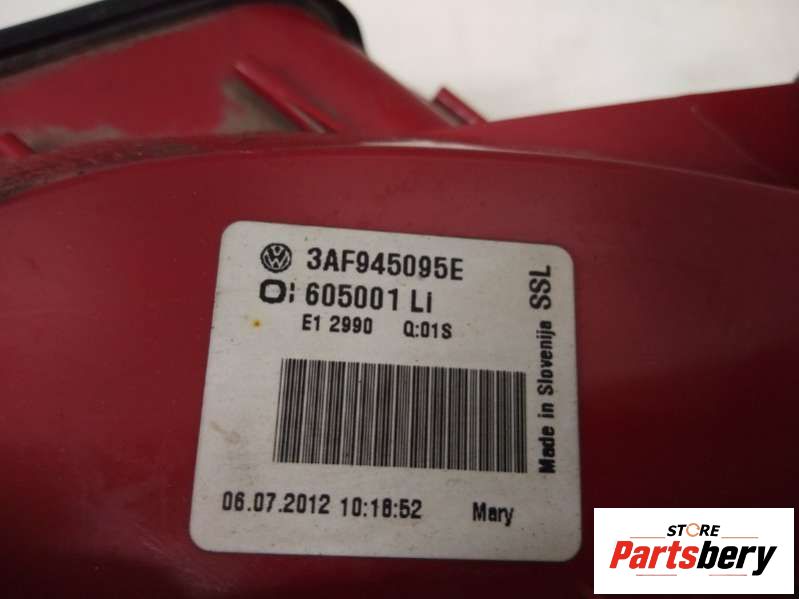 3AF945095E
605001 Li
E1 2990 Q:01S
06.07.2012 10:18:52 Mary
Made in Slovenija SSL
STORE
Partsbery